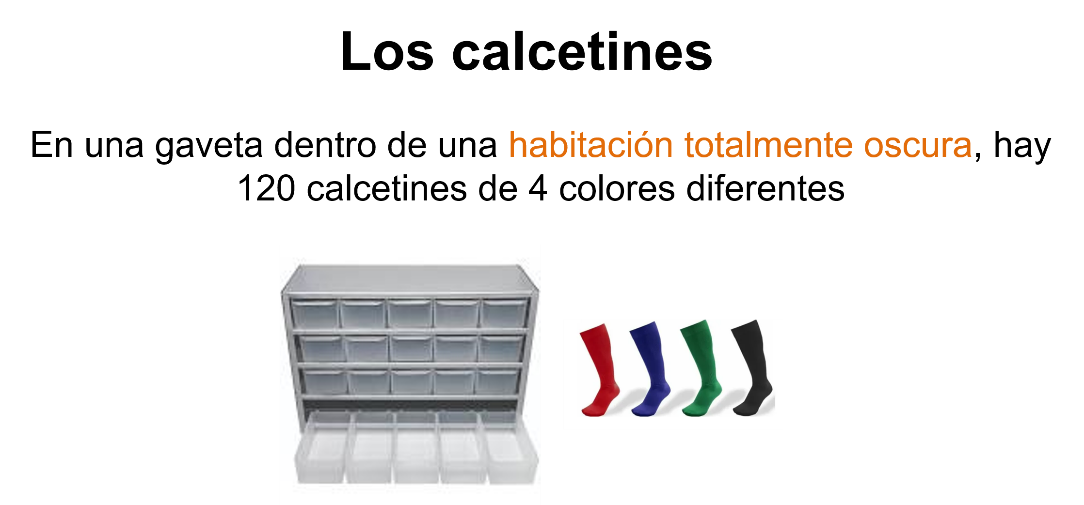 Los calcetines
En una gaveta dentro de una habitación totalmente oscura, hay
120 calcetines de 4 colores diferentes